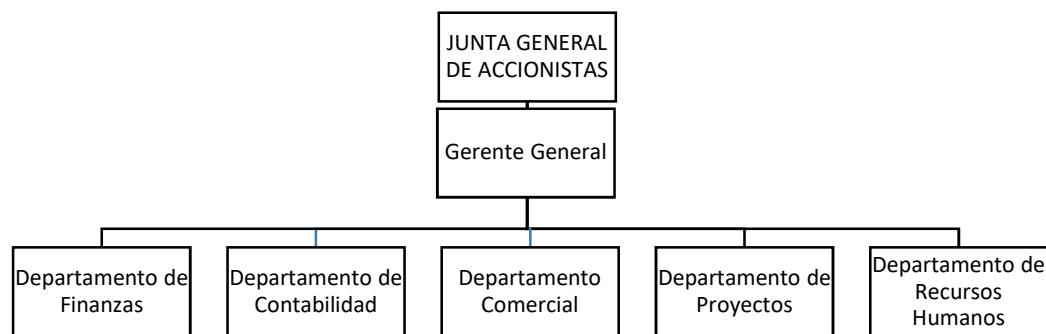 JUNTA GENERAL
DE ACCIONISTAS
Gerente General
Departamento de
Finanzas
Departamento de
Contabilidad
Departamento
Comercial
Departamento de
Proyectos
Departamento de
Recursos
Humanos